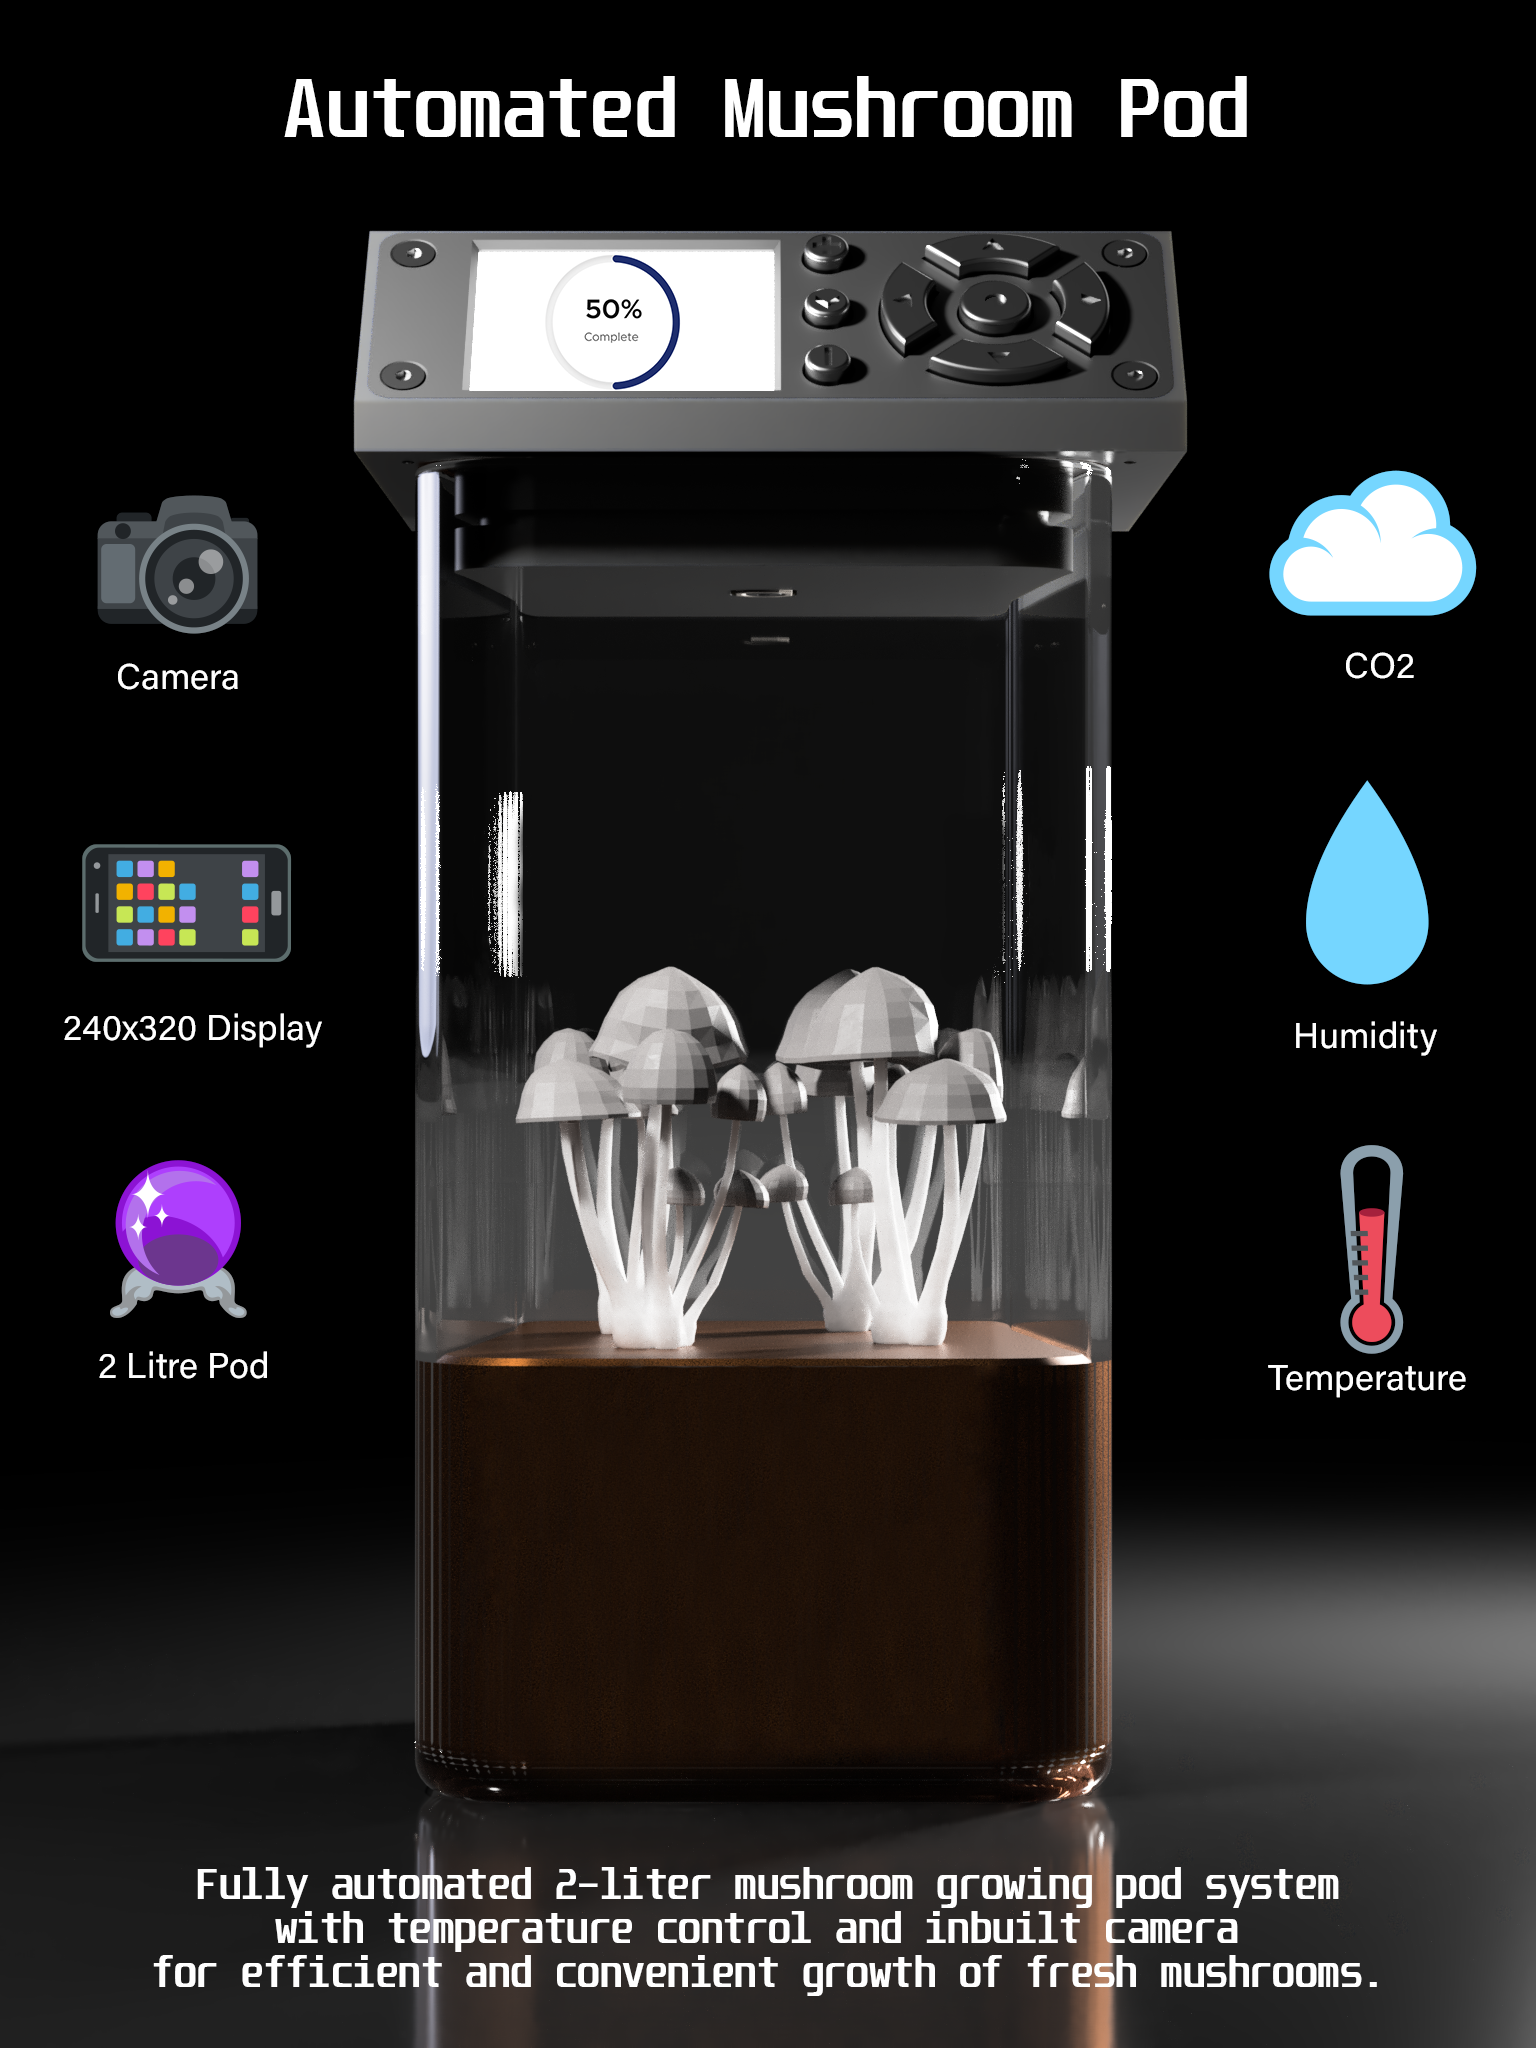 Automated Mushroom Pod
50%
Complete
Camera
CO2
240x320 Display
Humidity
2 Litre Pod
Temperature
Fully automated 2-liter mushroom growing pod system
with temperature control and inbuilt camera
for efficient and convenient growth of fresh mushrooms.